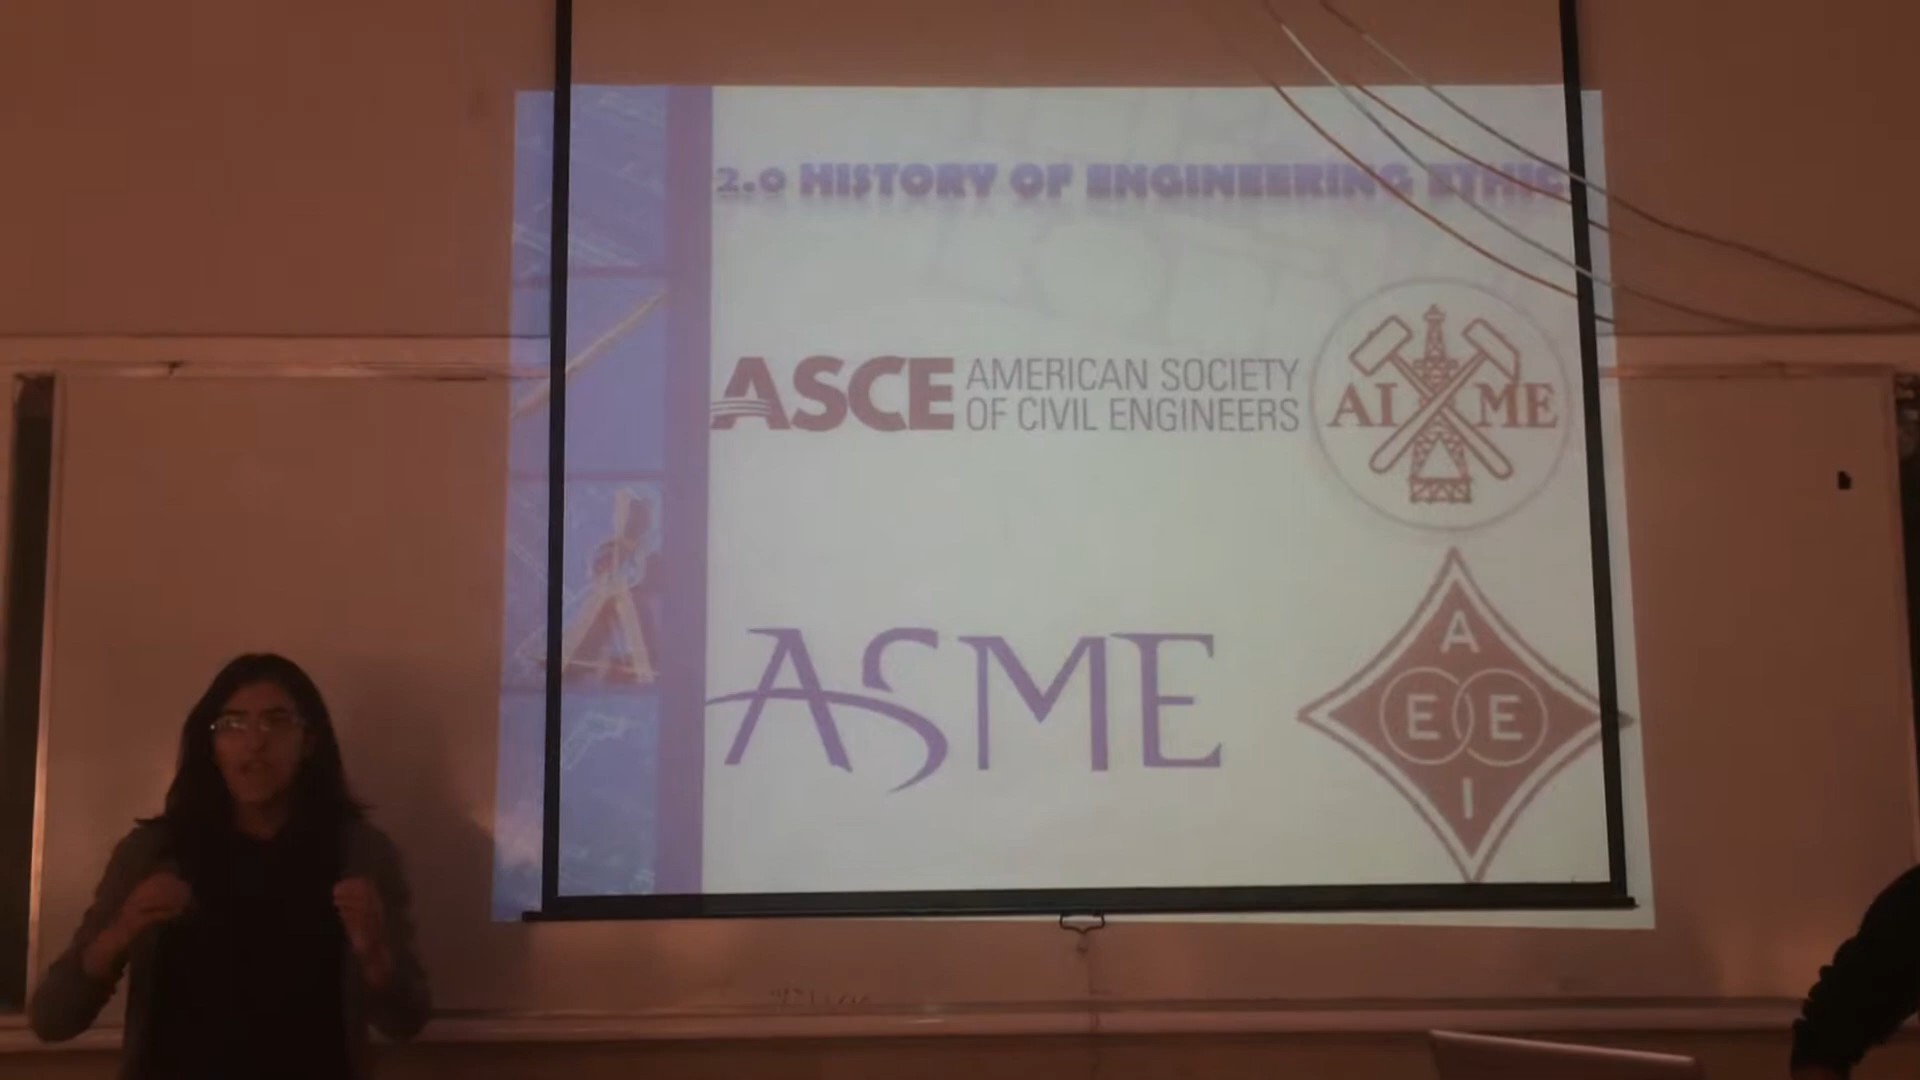 2.0 HISTORY OF ENGINEERING ETHIC
ASCE AMERICAN SOCIETY
OF CIVIL ENGINEERS
AI ME
ASME
A
E E
I